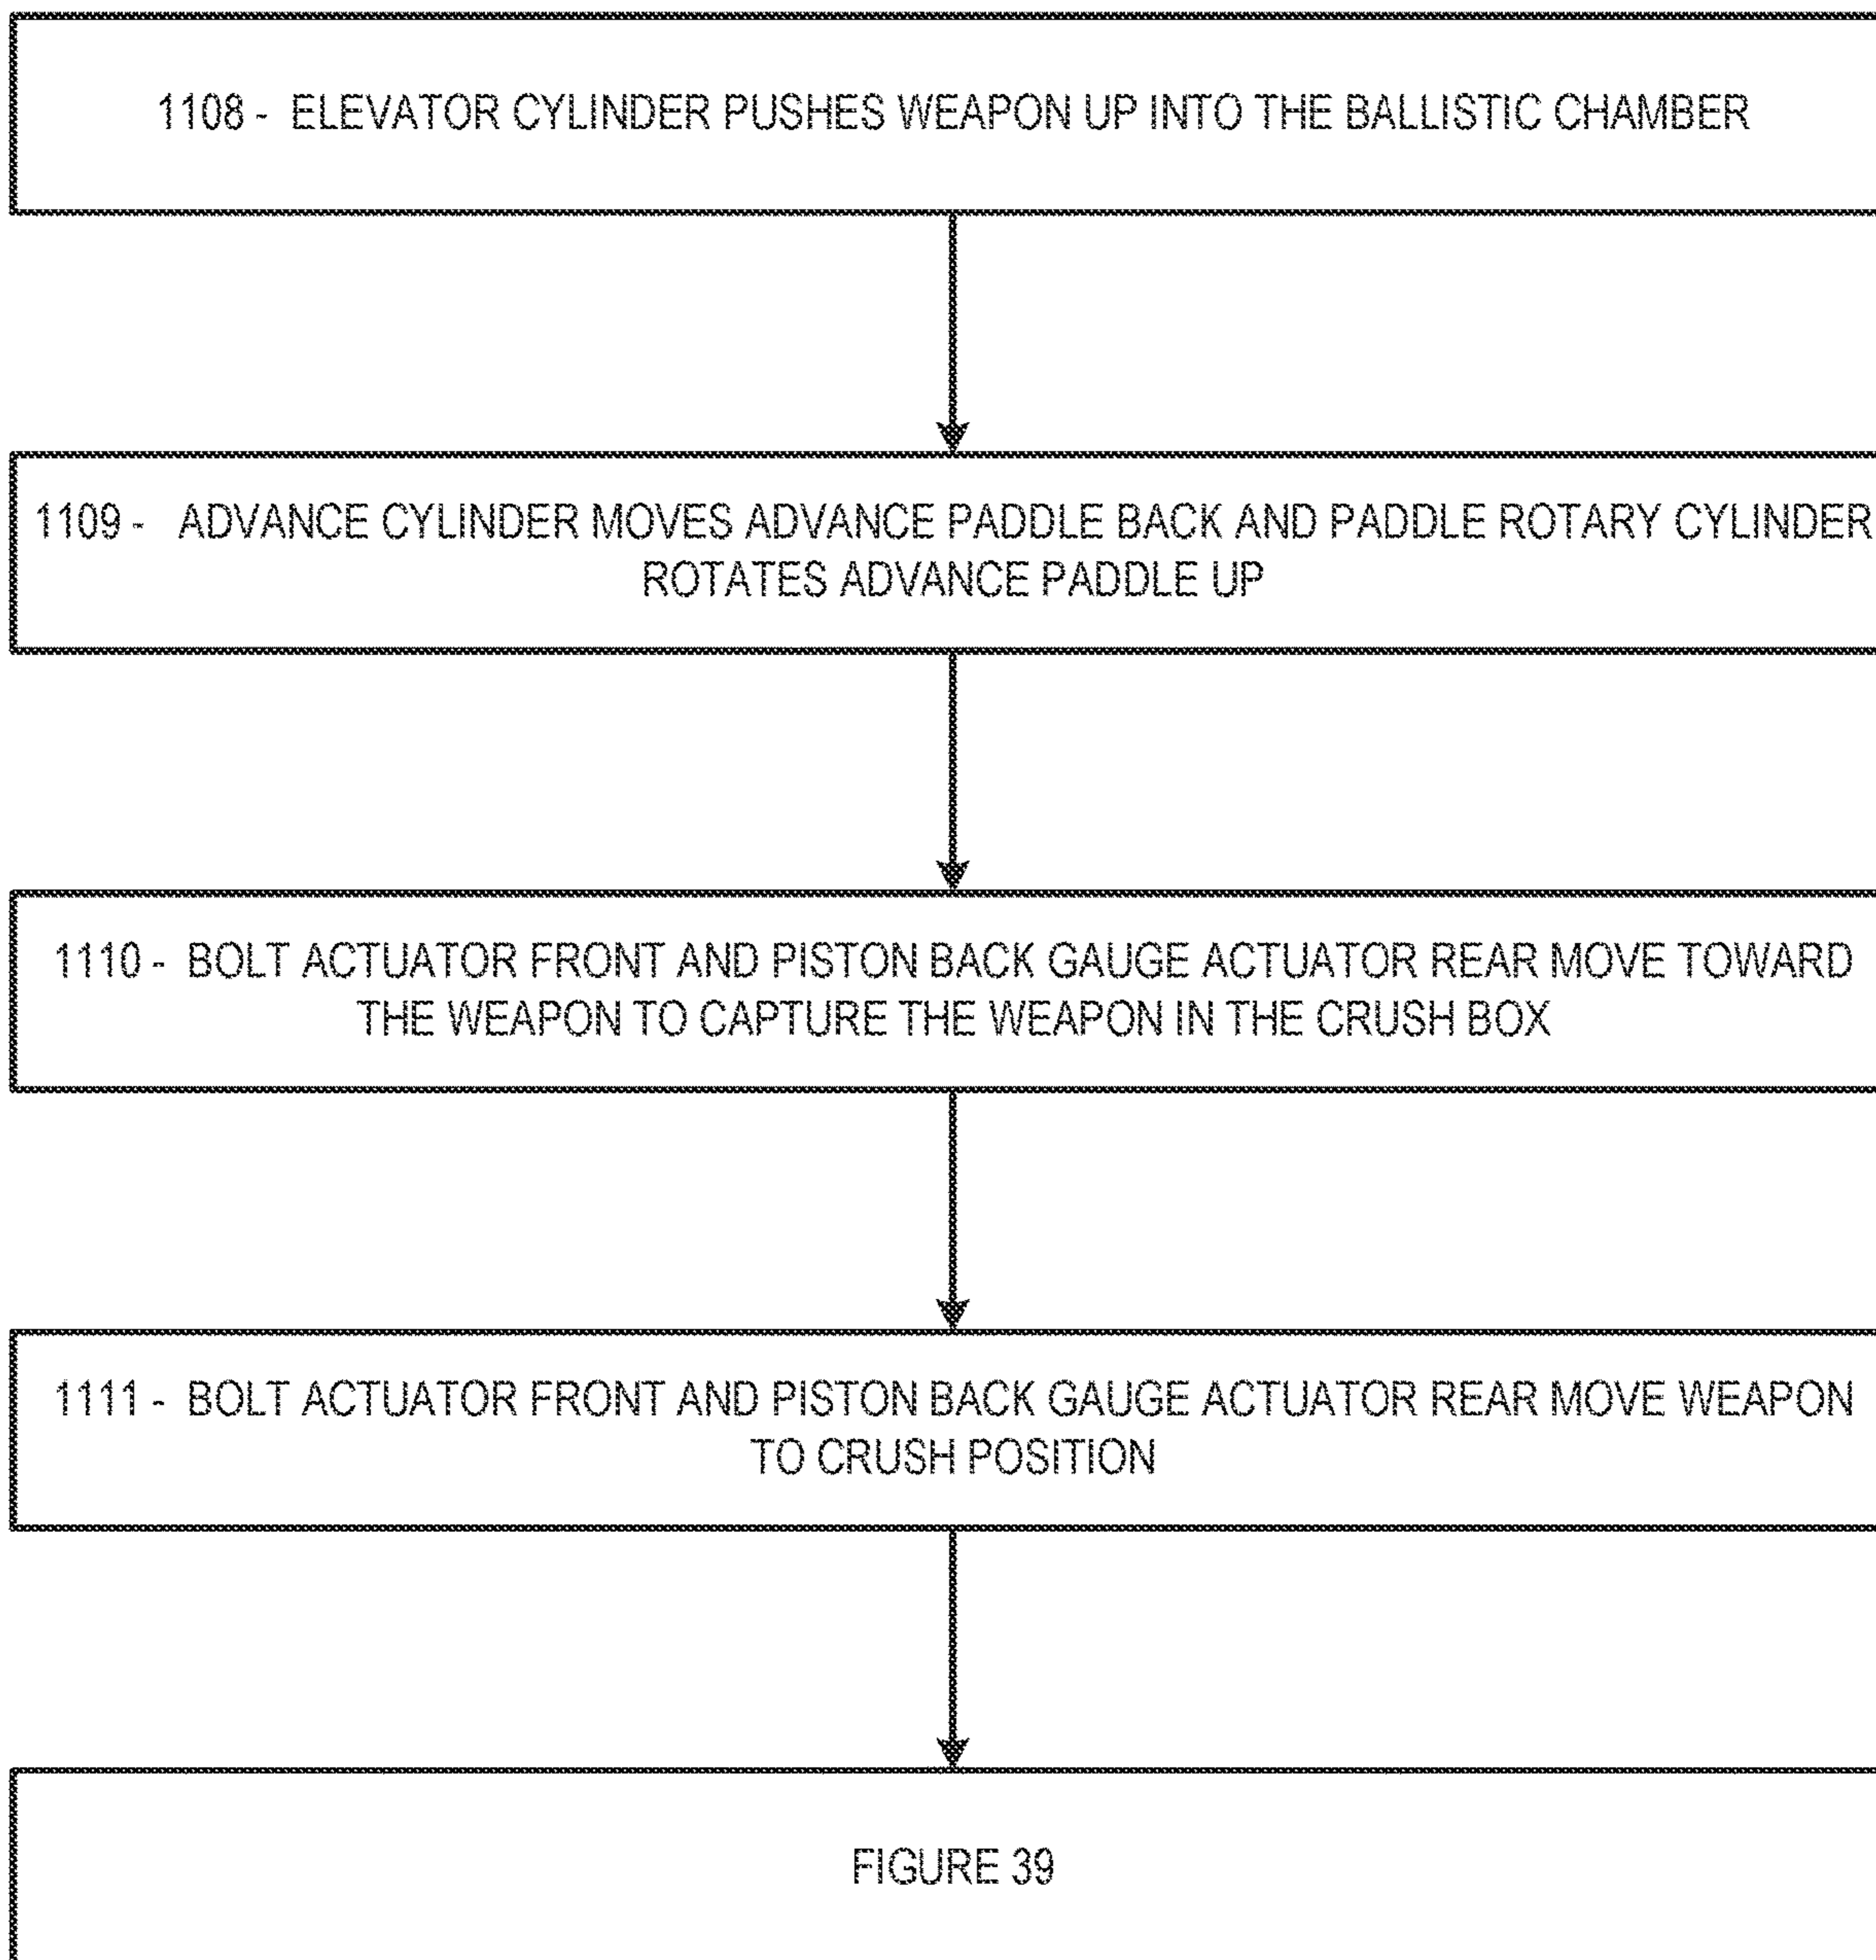 1108 - ELEVATOR CYLINDER PUSHES WEAPON UP INTO THE BALLISTIC CHAMBER
1109 - ADVANCE CYLINDER MOVES ADVANCE PADDLE BACK AND PADDLE ROTARY CYLINDER
ROTATES ADVANCE PADDLE UP
1110 - BOLT ACTUATOR FRONT AND PISTON BACK GAUGE ACTUATOR REAR MOVE TOWARD
THE WEAPON TO CAPTURE THE WEAPON IN THE CRUSH BOX
1111 - BOLT ACTUATOR FRONT AND PISTON BACK GAUGE ACTUATOR REAR MOVE WEAPON
TO CRUSH POSITION
FIGURE 39